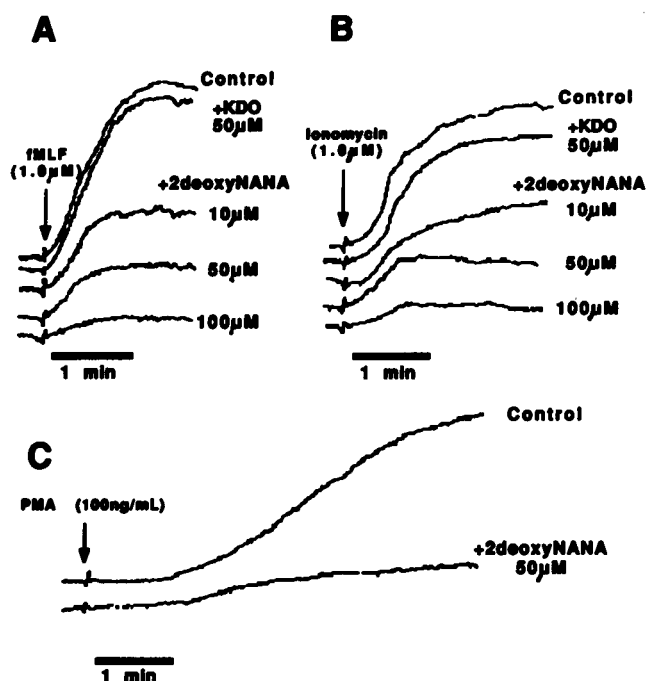 A
Control
+KDO
50µM
fMLF
(1.0µM)
+2deoxyNANA
10µM
50µM
100µM
1 min
B
Control
Ionomycin
(1.0µM)
+KDO
50µM
+2deoxyNANA
10µM
50µM
100µM
1 min
C
Control
PMA (100ng/mL)
+2deoxyNANA
50µM
1 min